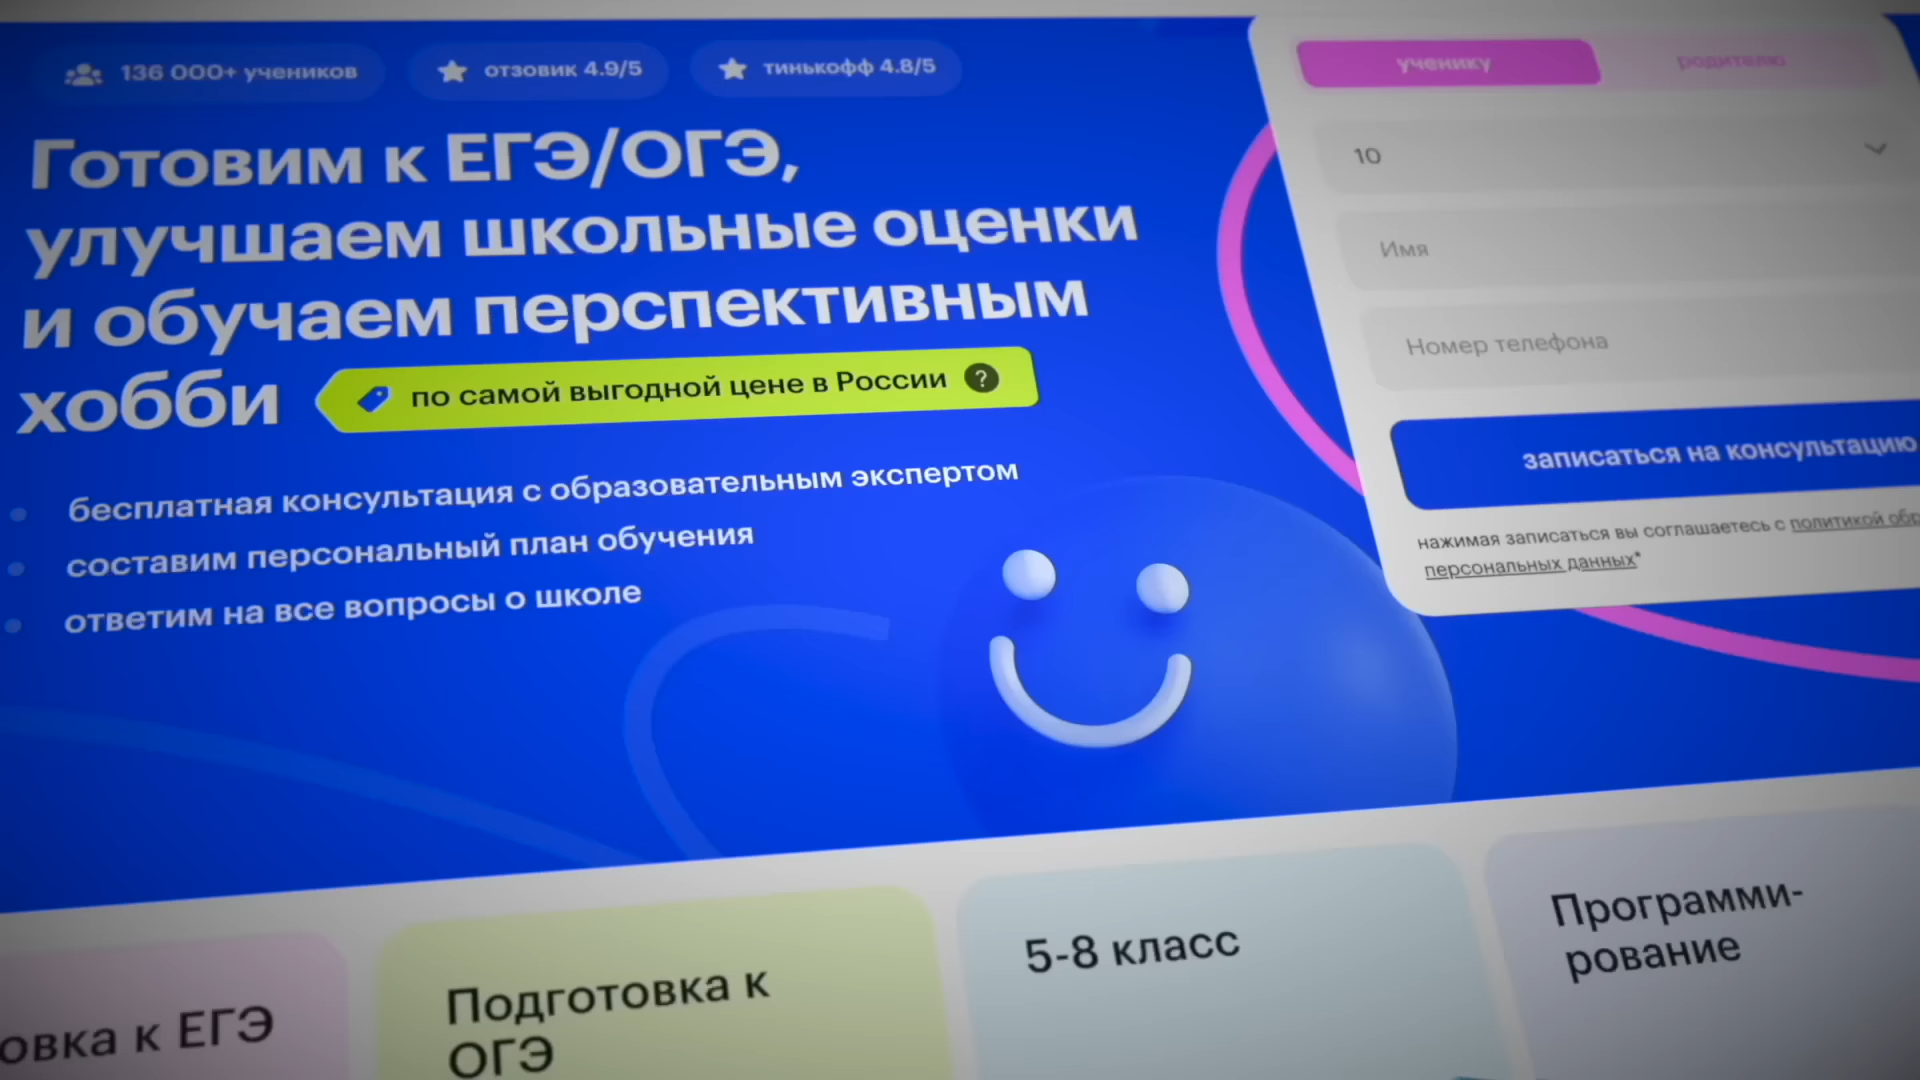 136 000+ учеников
отзовик 4.9/5
тинькофф 4.8/5
Готовим к ЕГЭ/ОГЭ,
улучшаем школьные оценки
и обучаем перспективным
хобби
по самой выгодной цене в России ?
бесплатная консультация с образовательным экспертом
составим персональный план обучения
ответим на все вопросы о школе
ученику
родителю
10
Имя
Номер телефона
записаться на консультацию
нажимая записаться вы соглашаетесь с политикой обр
персональных данных*
овка к ЕГЭ
Подготовка к
ОГЭ
5-8 класс
Программи-
рование